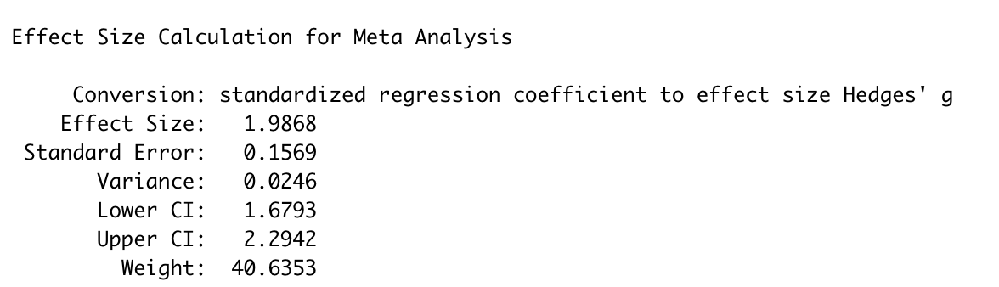 Effect Size Calculation for Meta Analysis
Conversion: standardized regression coefficient to effect size Hedges' g
Effect Size: 1.9868
Standard Error: 0.1569
Variance: 0.0246
Lower CI: 1.6793
Upper CI: 2.2942
Weight: 40.6353